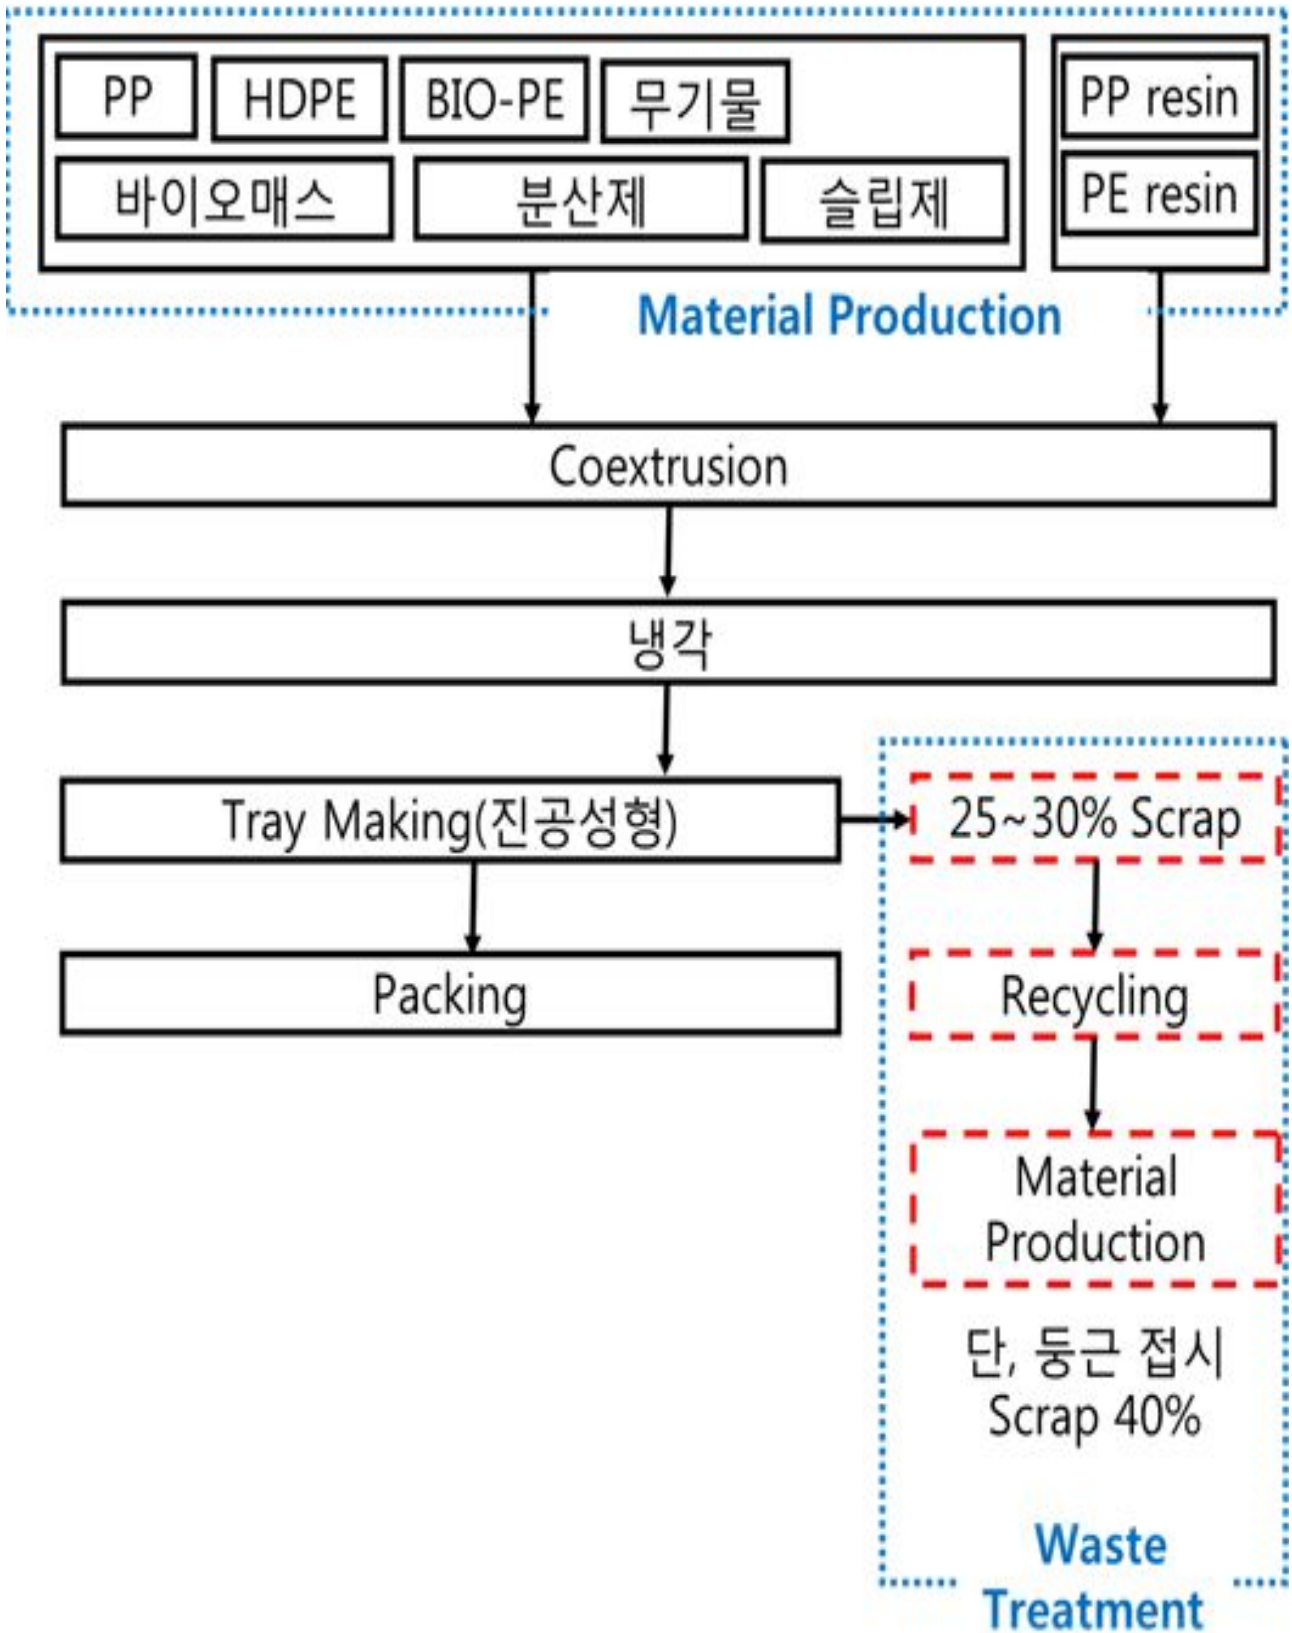 PP
HDPE
BIO-PE
무기물
PP resin
바이오매스
분산제
슬립제
PE resin
Material Production
Coextrusion
냉각
Tray Making(진공성형)
25~30% Scrap
Packing
Recycling
Material
Production
단, 둥근 접시
Scrap 40%
Waste
Treatment